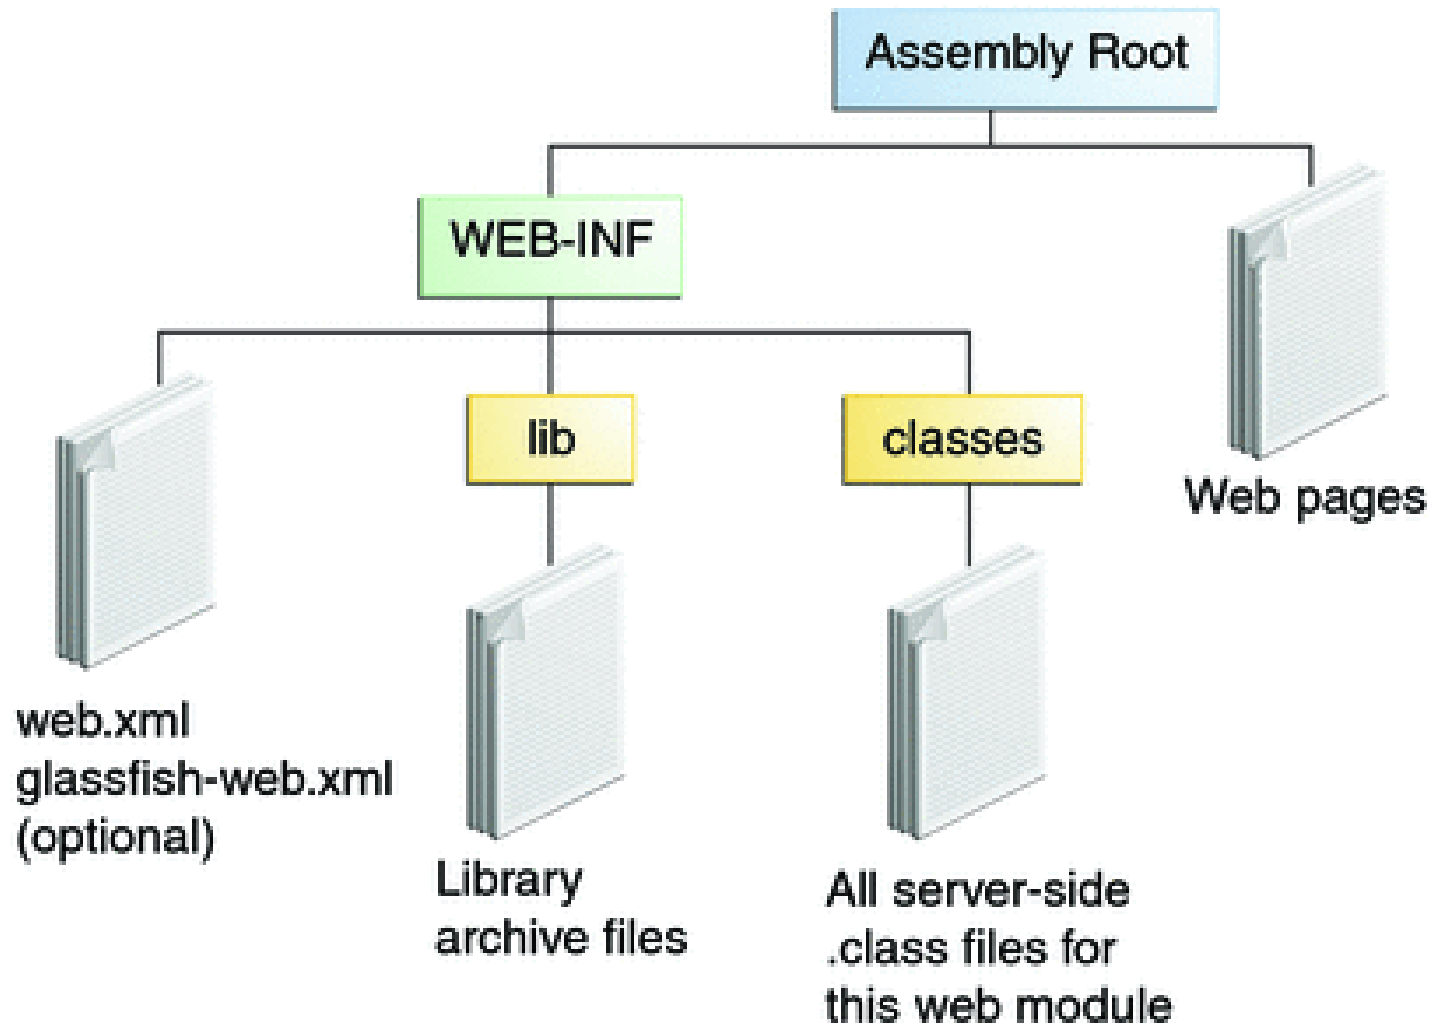 Assembly Root
WEB-INF
lib
classes
Web pages
web.xml
glassfish-web.xml
(optional)
Library
archive files
All server-side
.class files for
this web module